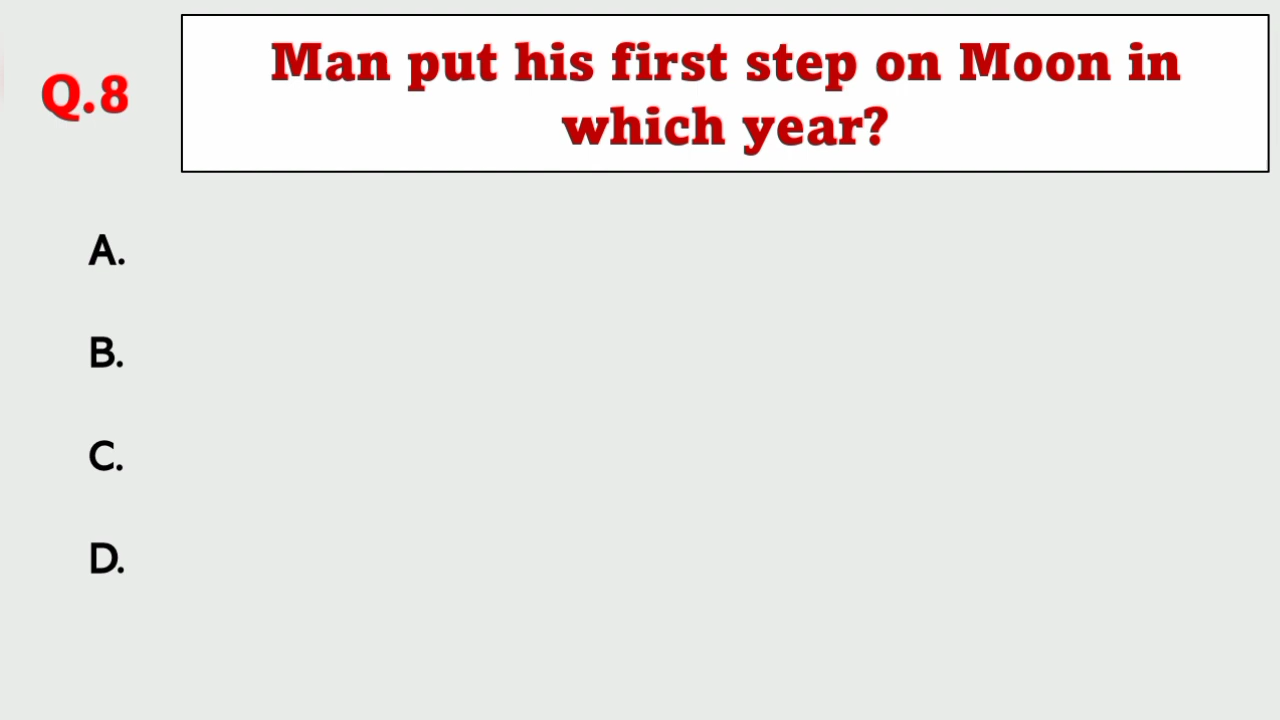 Q.8
Man put his first step on Moon in
which year?
A.
B.
C.
D.